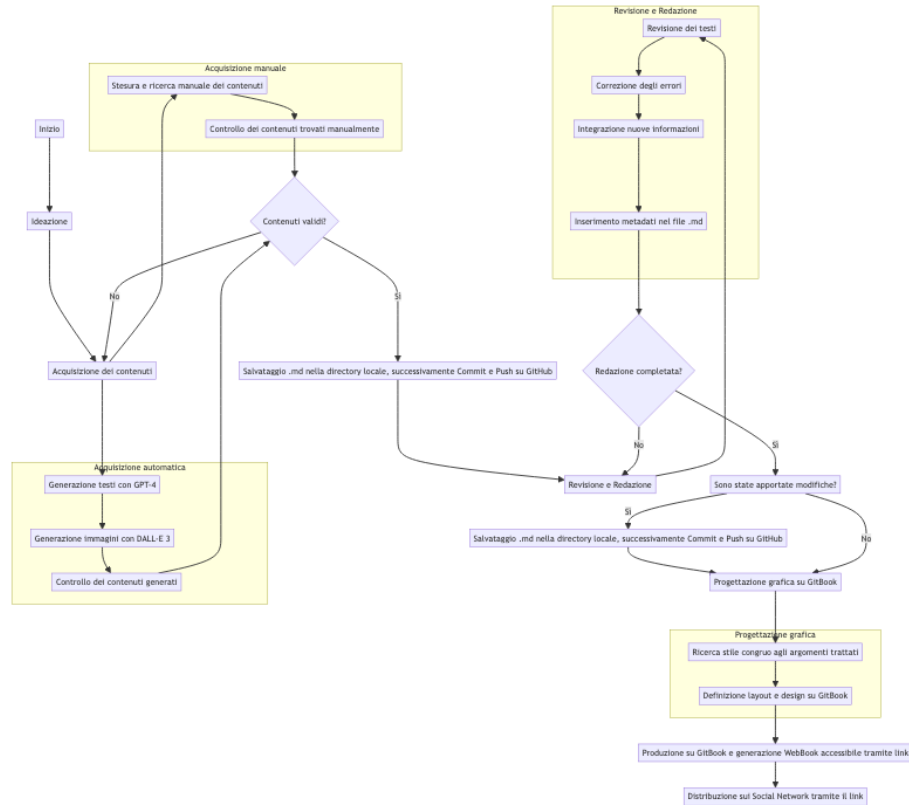 Revisione e Redazione
Revisione dei testi
Acquisizione manuale
Stesura e ricerca manuale dei contenuti
Correzione degli errori
Inizio
Controllo dei contenuti trovati manualmente
Integrazione nuove informazioni
Ideazione
Contenuti validi?
Inserimento metadati nel file .md
No
Sì
Acquisizione dei contenuti
Salvataggio .md nella directory locale, successivamente Commit e Push su GitHub
Redazione completata?
No
Sì
Acquisizione automatica
Generazione testi con GPT-4
Revisione e Redazione
Sono state apportate modifiche?
Sì
Generazione immagini con DALL-E 3
Salvataggio .md nella directory locale, successivamente Commit e Push su GitHub
No
Controllo dei contenuti generati
Progettazione grafica su GitBook
Progettazione grafica
Ricerca stile congruo agli argomenti trattati
Definizione layout e design su GitBook
Produzione su GitBook e generazione WebBook accessibile tramite link
Distribuzione sui Social Network tramite il link